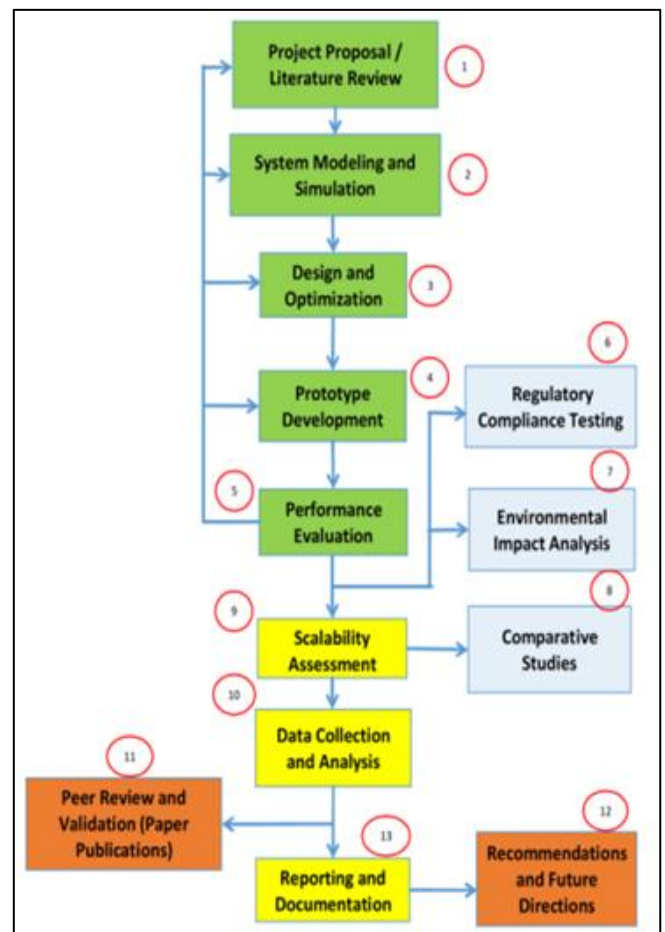 Project Proposal /
Literature Review
1
System Modeling and
Simulation
2
Design and
Optimization
3
Prototype
Development
4
6
Regulatory
Compliance Testing
5
Performance
Evaluation
7
Environmental
Impact Analysis
8
9
Scalability
Assessment
Comparative
Studies
10
Data Collection
and Analysis
11
Peer Review and
Validation (Paper
Publications)
13
Reporting and
Documentation
12
Recommendations
and Future
Directions